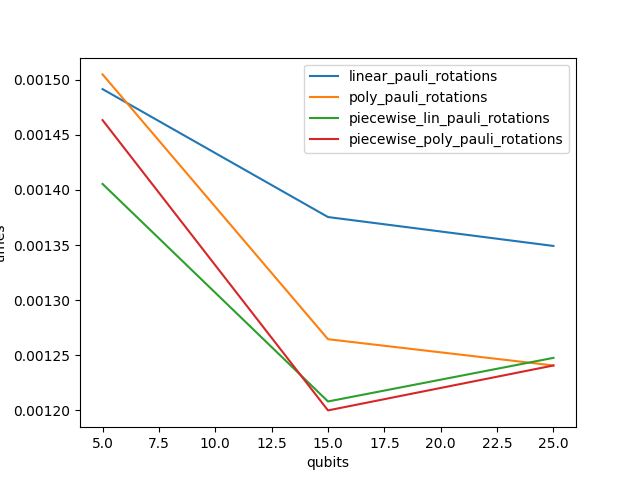 linear_pauli_rotations
poly_pauli_rotations
piecewise_lin_pauli_rotations
piecewise_poly_pauli_rotations
0.00150
0.00145
0.00140
0.00135
0.00130
0.00125
0.00120
5.0 7.5 10.0 12.5 15.0 17.5 20.0 22.5 25.0
qubits